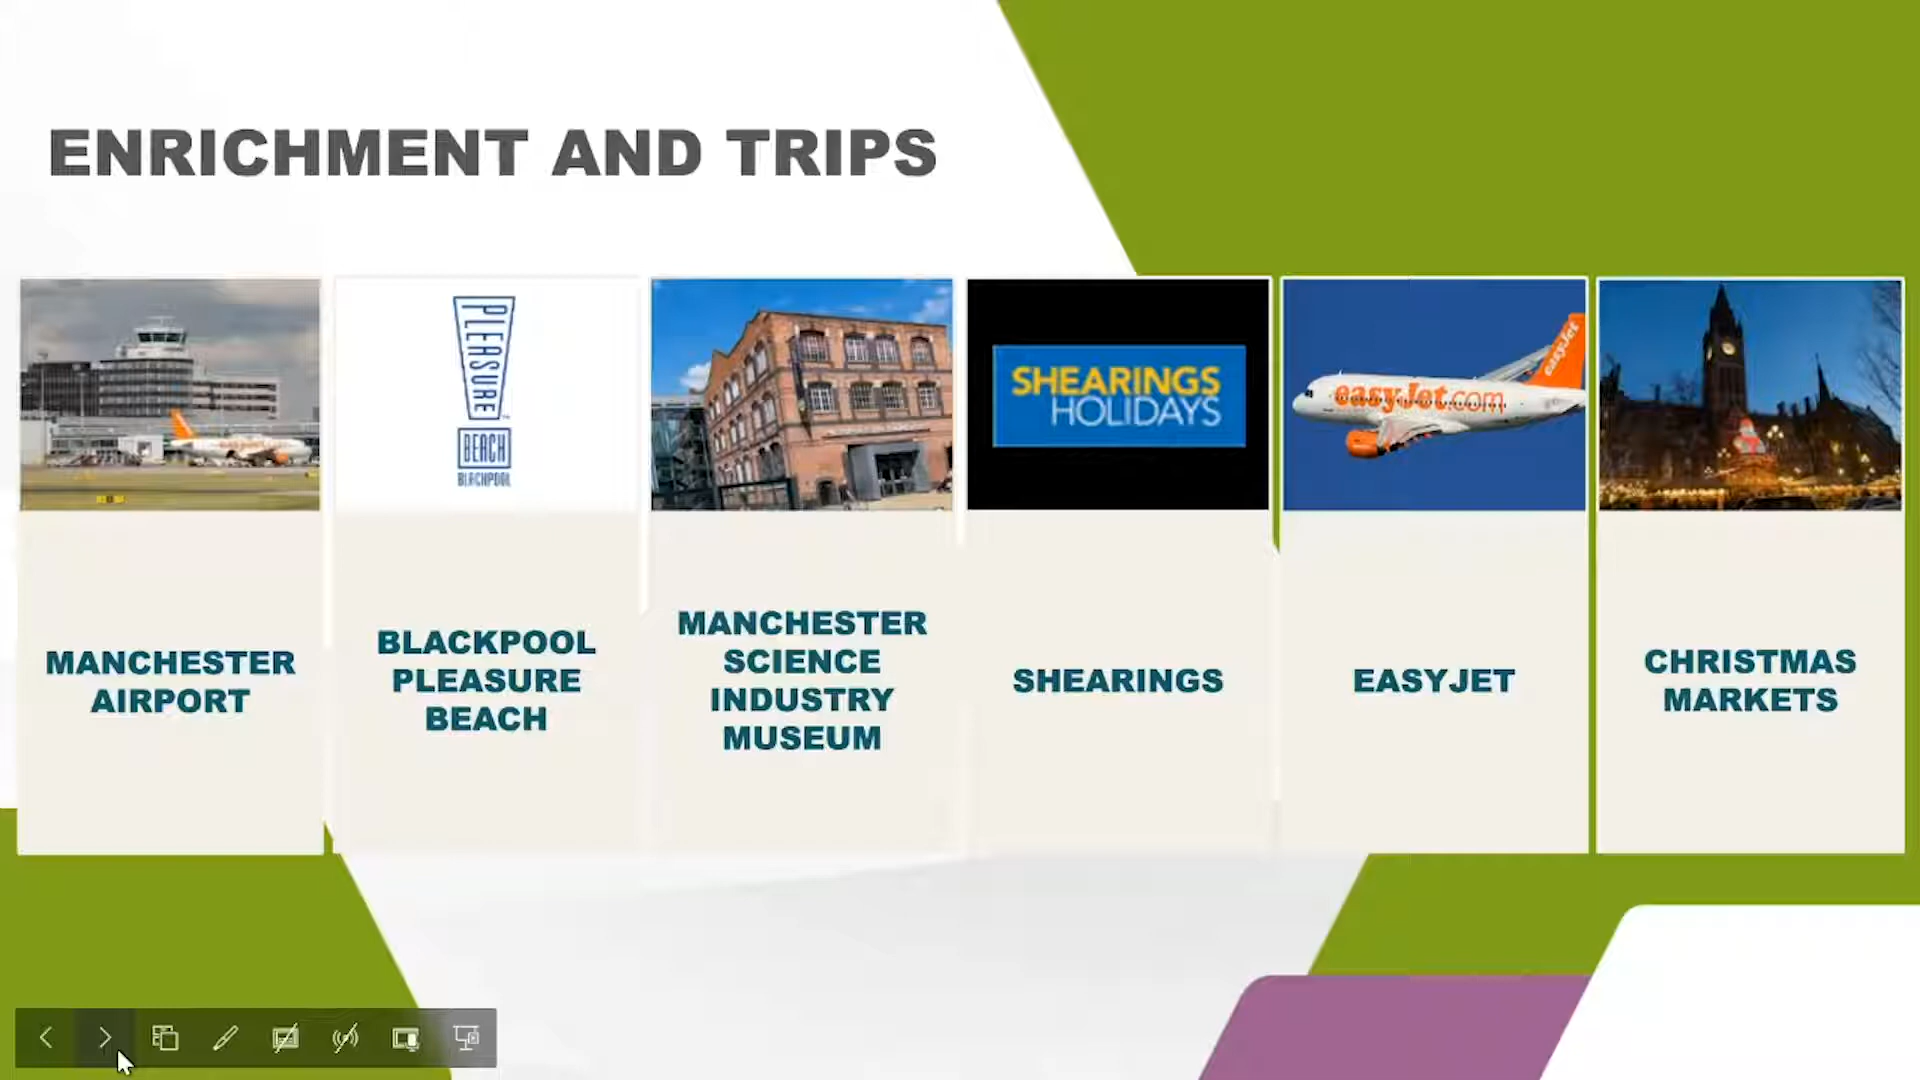 ENRICHMENT AND TRIPS
easyJet
PLEASURE
BEACH
BLACKPOOL
SHEARINGS
HOLIDAYS
easyJet.com
easyJet
MANCHESTER
AIRPORT
BLACKPOOL
PLEASURE
BEACH
MANCHESTER
SCIENCE
INDUSTRY
MUSEUM
SHEARINGS
EASYJET
CHRISTMAS
MARKETS